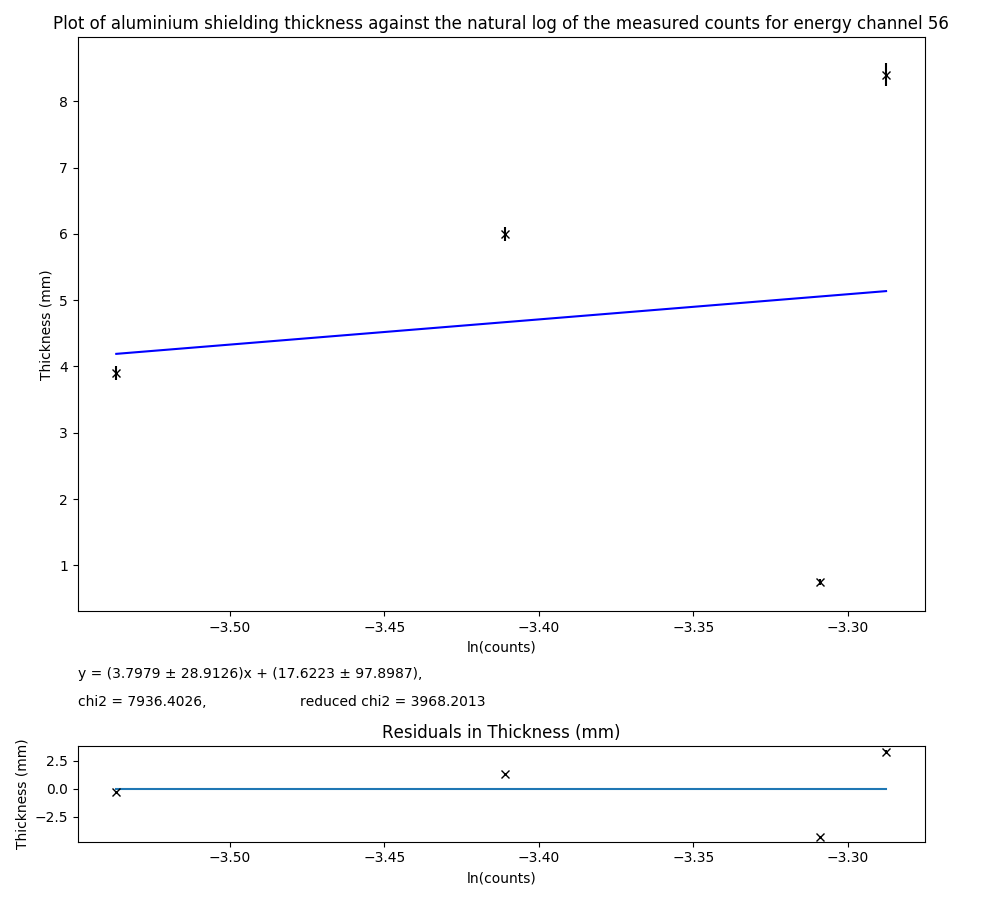 Plot of aluminium shielding thickness against the natural log of the measured counts for energy channel 56
Thickness (mm)
8
7
6
5
4
3
2
1
−3.50 −3.45 −3.40 −3.35 −3.30
ln(counts)
y = (3.7979 ± 28.9126)x + (17.6223 ± 97.8987),
chi2 = 7936.4026, reduced chi2 = 3968.2013
Residuals in Thickness (mm)
Thickness (mm)
2.5
0.0
−2.5
−3.50 −3.45 −3.40 −3.35 −3.30
ln(counts)